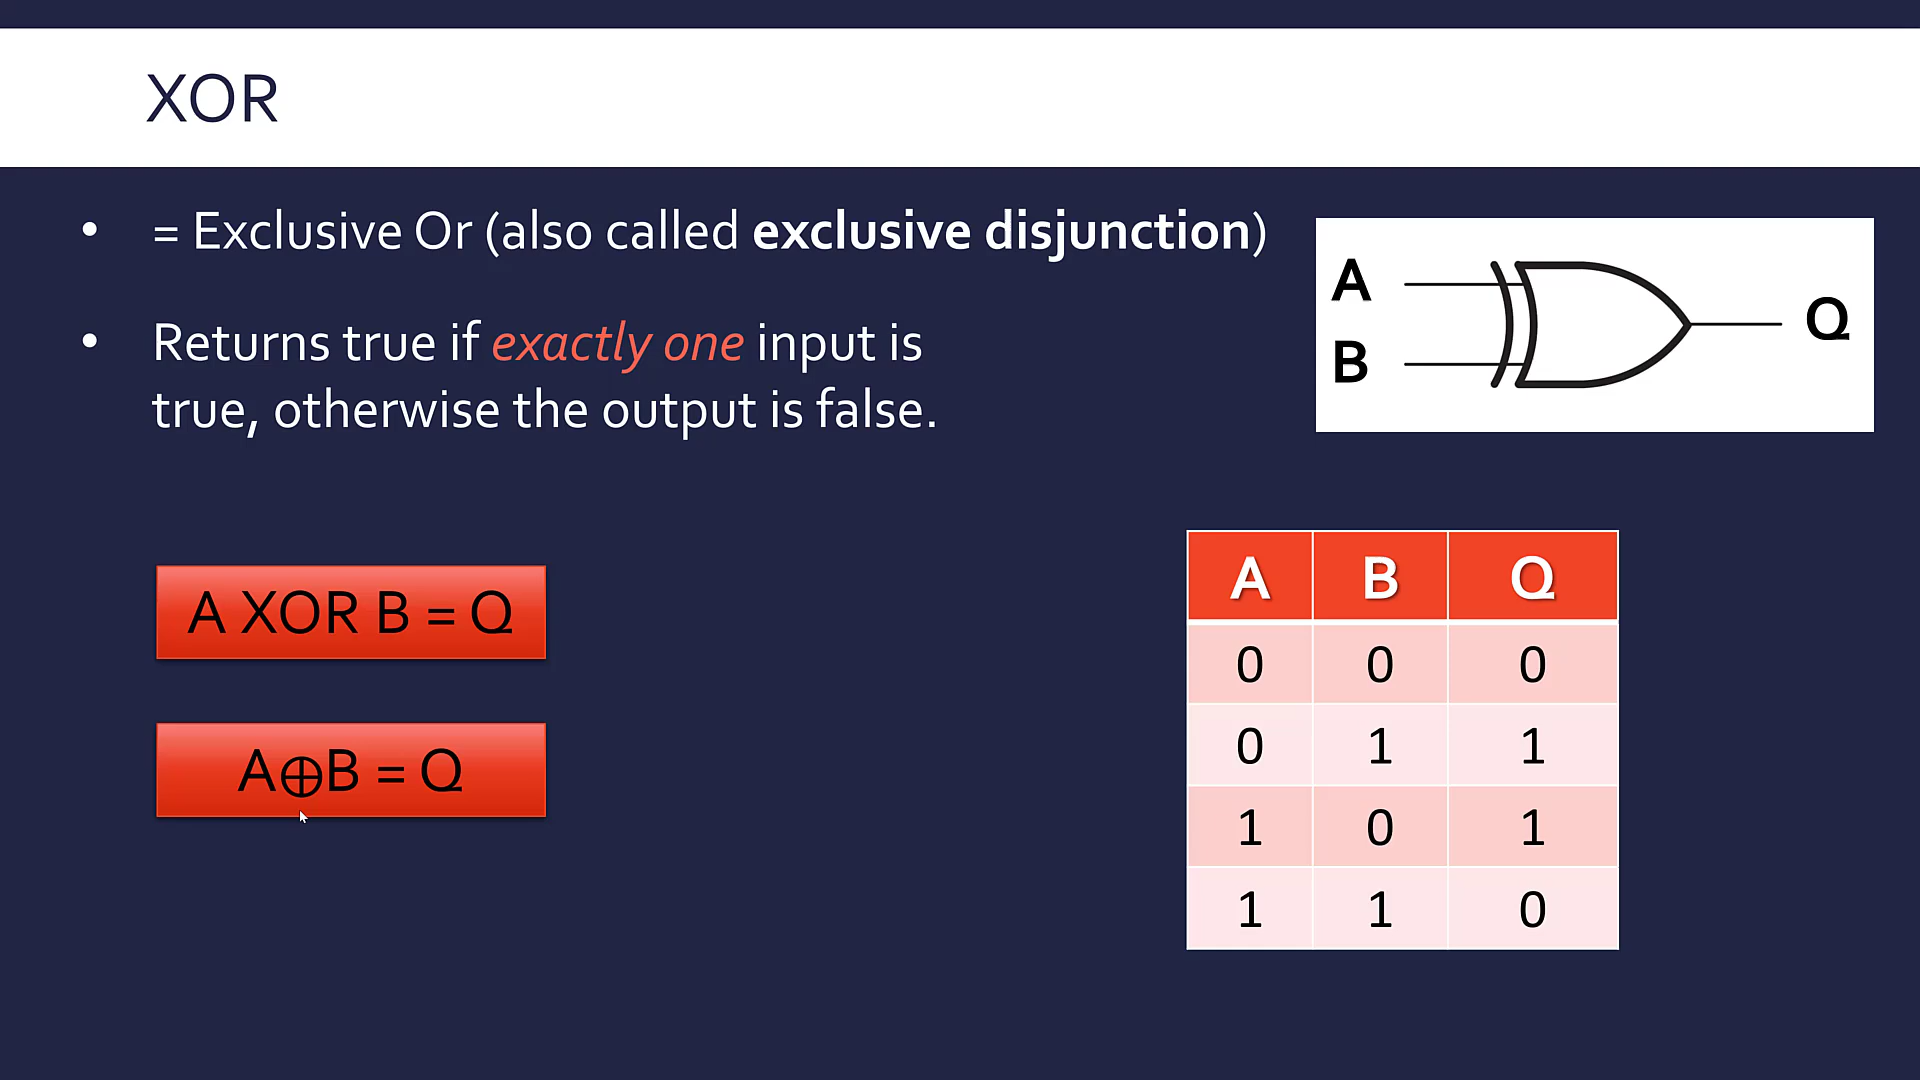 XOR
• = Exclusive Or (also called exclusive disjunction)
• Returns true if exactly one input is
true, otherwise the output is false.
A
B
Q
A XOR B = Q
A⊕B = Q
A B Q
0 0 0
0 1 1
1 0 1
1 1 0